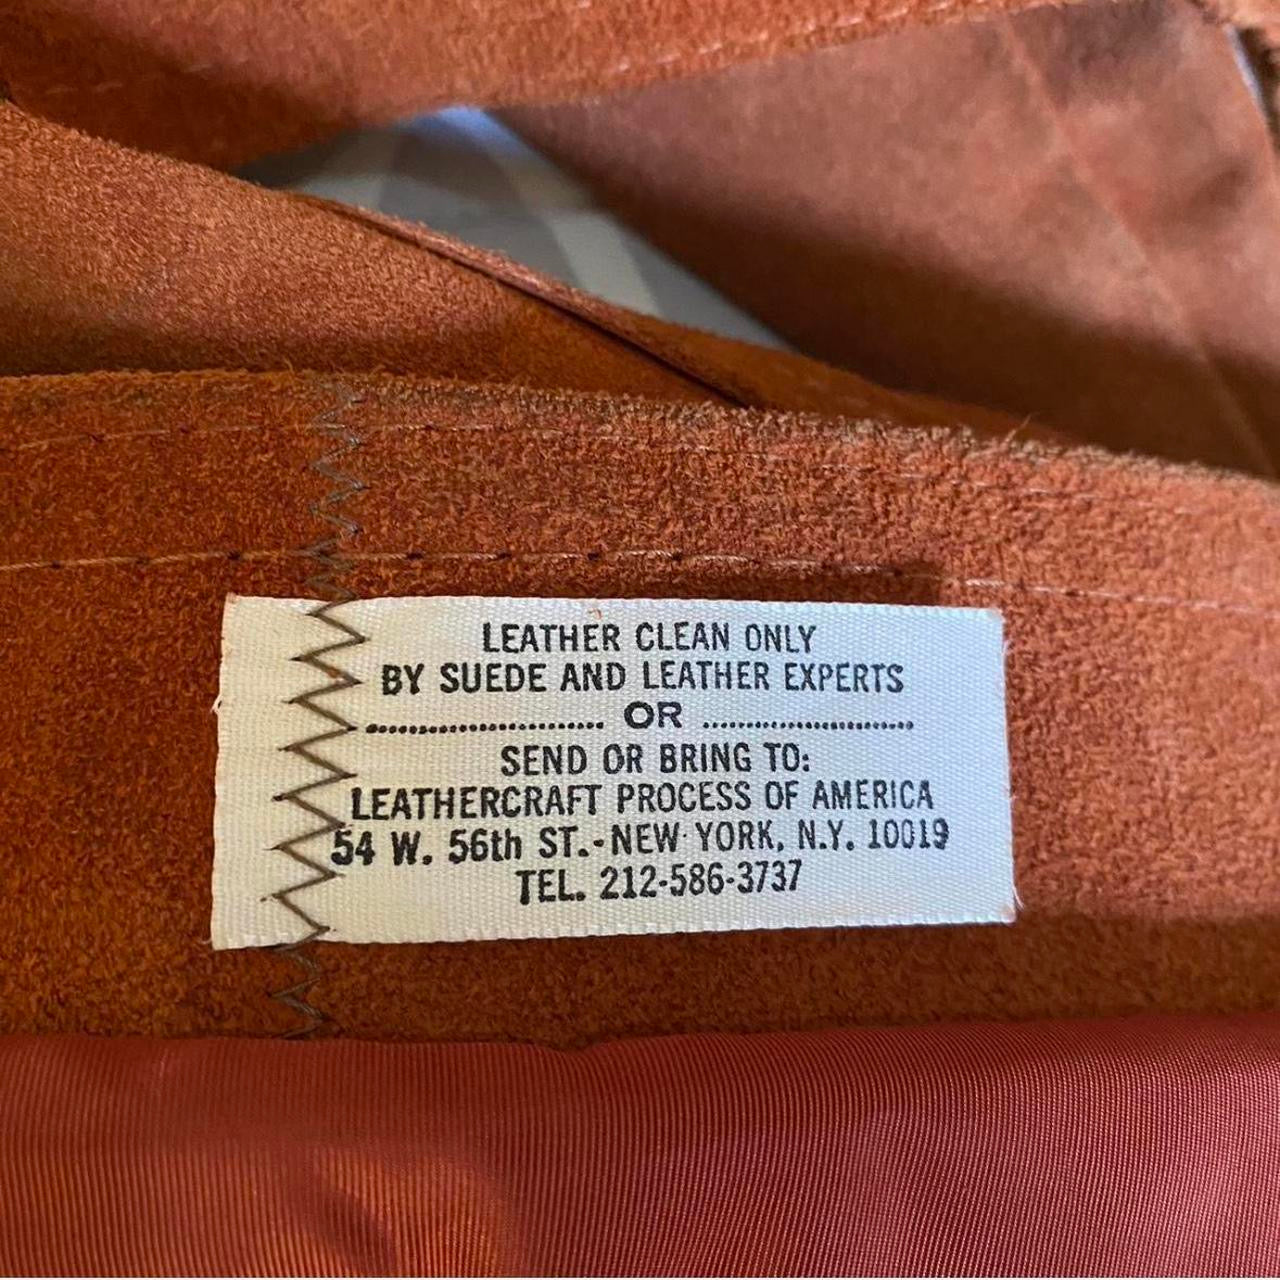 LEATHER CLEAN ONLY
BY SUEDE AND LEATHER EXPERTS
........................ OR ........................
SEND OR BRING TO:
LEATHERCRAFT PROCESS OF AMERICA
54 W. 56th ST.-NEW YORK, N.Y. 10019
TEL. 212-586-3737